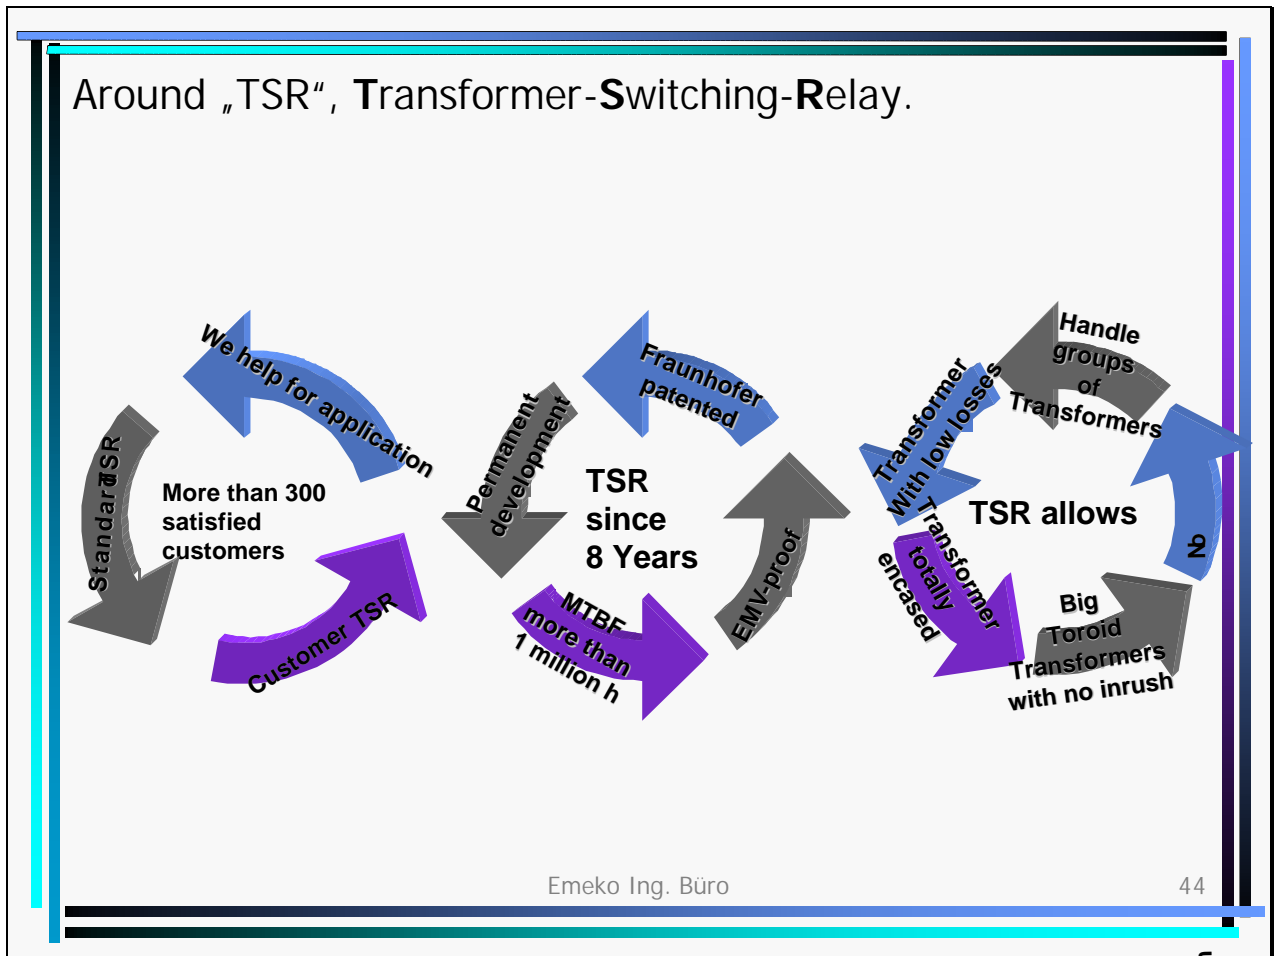 Around „TSR“, Transformer-Switching-Relay.
We help for application
Standard TSR
More than 300
satisfied
customers
Customer TSR
Fraunhofer
patented
Permanent
development
TSR
since
8 Years
EMV-proof
MTBF
more than
1 million h
Handle
groups
of
Transformers
Transformer
With low losses
TSR allows
No
Transformer
totally
encased
Big
Toroid
Transformers
with no inrush
Emeko Ing. Büro
44